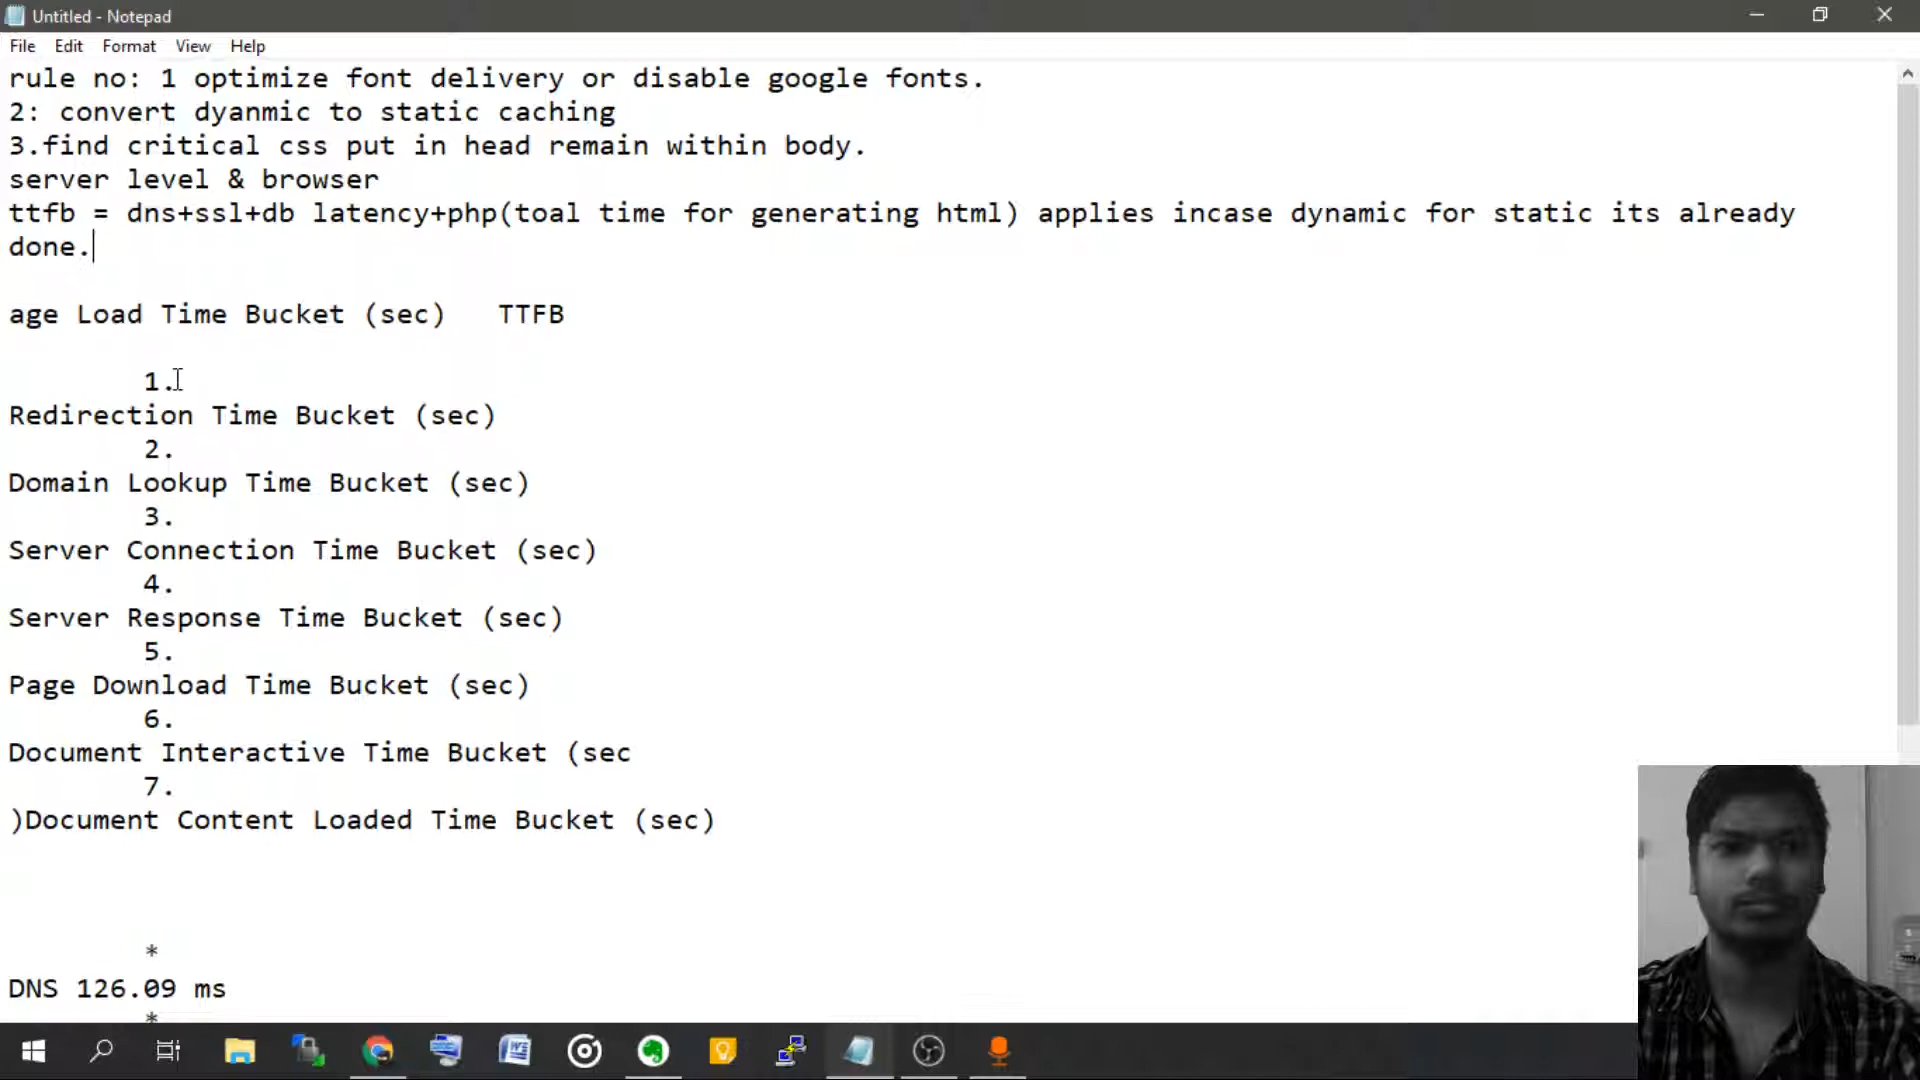 Untitled - Notepad
File Edit Format View Help
rule no: 1 optimize font delivery or disable google fonts.
2: convert dyanmic to static caching
3.find critical css put in head remain within body.
server level & browser
ttfb = dns+ssl+db latency+php(toal time for generating html) applies incase dynamic for static its already
done.
age Load Time Bucket (sec) TTFB
1.
Redirection Time Bucket (sec)
2.
Domain Lookup Time Bucket (sec)
3.
Server Connection Time Bucket (sec)
4.
Server Response Time Bucket (sec)
5.
Page Download Time Bucket (sec)
6.
Document Interactive Time Bucket (sec
7.
)Document Content Loaded Time Bucket (sec)
*
DNS 126.09 ms
*